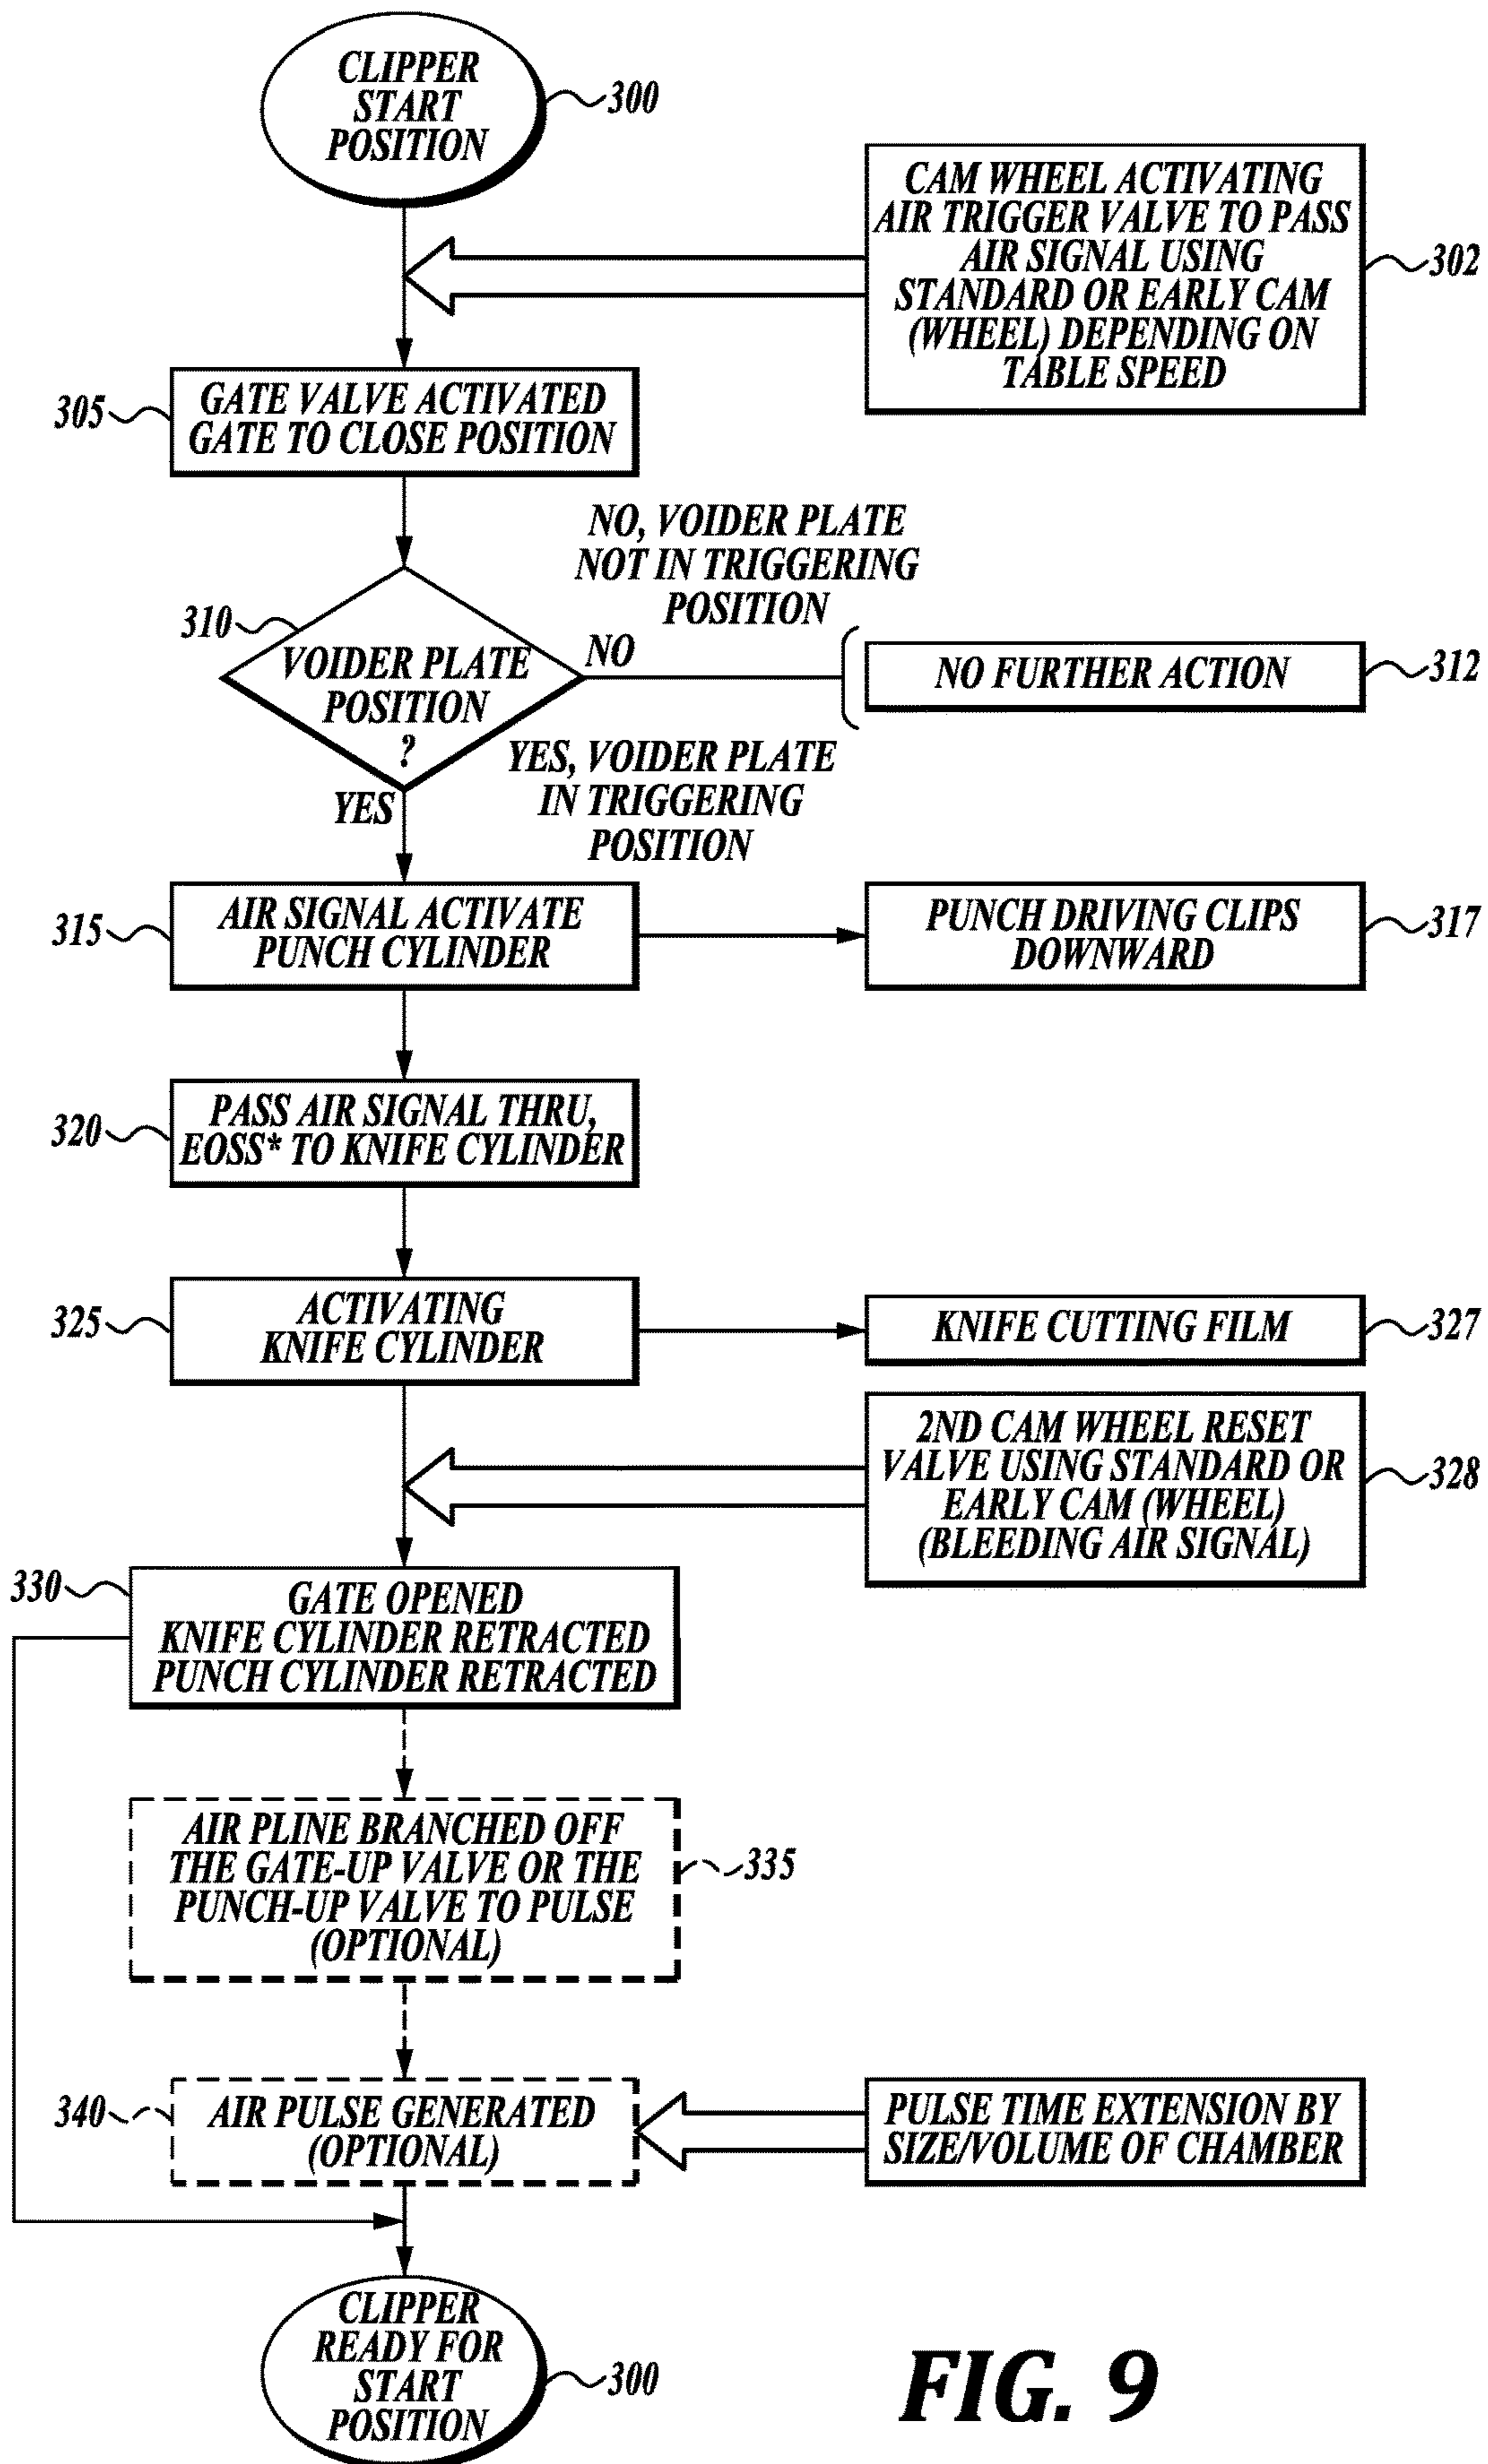 CLIPPER
START
POSITION
300
CAM WHEEL ACTIVATING
AIR TRIGGER VALVE TO PASS
AIR SIGNAL USING
STANDARD OR EARLY CAM
(WHEEL) DEPENDING ON
TABLE SPEED
302
305
GATE VALVE ACTIVATED
GATE TO CLOSE POSITION
NO, VOIDER PLATE
NOT IN TRIGGERING
POSITION
310
VOIDER PLATE
POSITION
?
NO
NO FURTHER ACTION
312
YES
YES, VOIDER PLATE
IN TRIGGERING
POSITION
315
AIR SIGNAL ACTIVATE
PUNCH CYLINDER
PUNCH DRIVING CLIPS
DOWNWARD
317
320
PASS AIR SIGNAL THRU,
EOSS* TO KNIFE CYLINDER
325
ACTIVATING
KNIFE CYLINDER
KNIFE CUTTING FILM
327
2ND CAM WHEEL RESET
VALVE USING STANDARD OR
EARLY CAM (WHEEL)
(BLEEDING AIR SIGNAL)
328
330
GATE OPENED
KNIFE CYLINDER RETRACTED
PUNCH CYLINDER RETRACTED
AIR PLINE BRANCHED OFF
THE GATE-UP VALVE OR THE
PUNCH-UP VALVE TO PULSE
(OPTIONAL)
335
340
AIR PULSE GENERATED
(OPTIONAL)
PULSE TIME EXTENSION BY
SIZE/VOLUME OF CHAMBER
CLIPPER
READY FOR
START
POSITION
300
FIG. 9